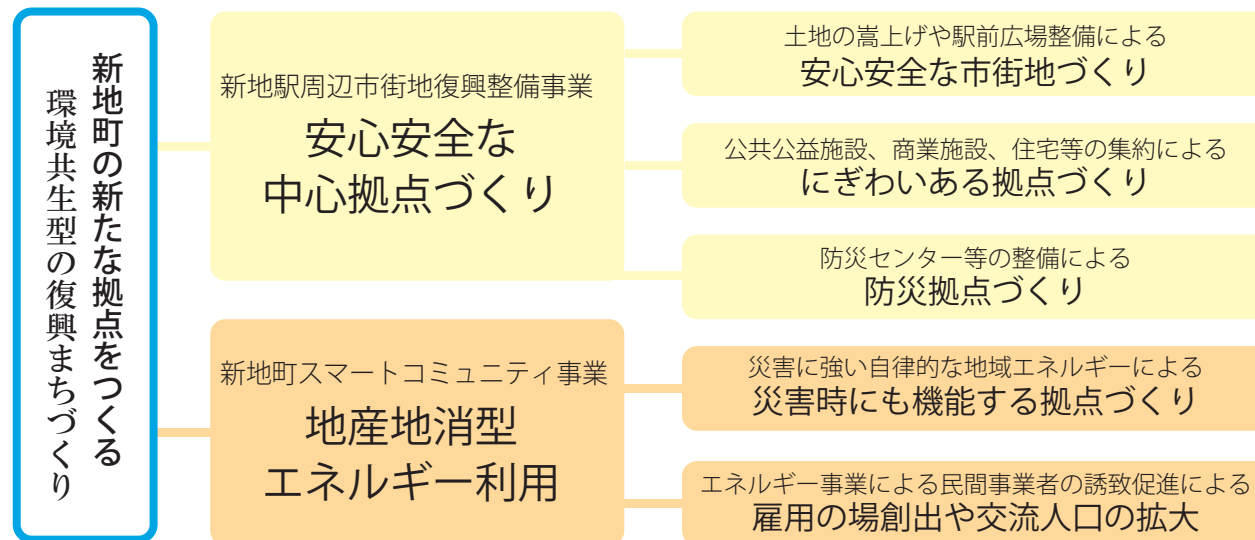 新地町の新たな拠点をつくる
環境共生型の復興まちづくり
新地駅周辺市街地復興整備事業
安心安全な
中心拠点づくり
土地の嵩上げや駅前広場整備による
安心安全な市街地づくり
公共公益施設、商業施設、住宅等の集約による
にぎわいある拠点づくり
防災センター等の整備による
防災拠点づくり
新地町スマートコミュニティ事業
地産地消型
エネルギー利用
災害に強い自律的な地域エネルギーによる
災害時にも機能する拠点づくり
エネルギー事業による民間事業者の誘致促進による
雇用の場創出や交流人口の拡大